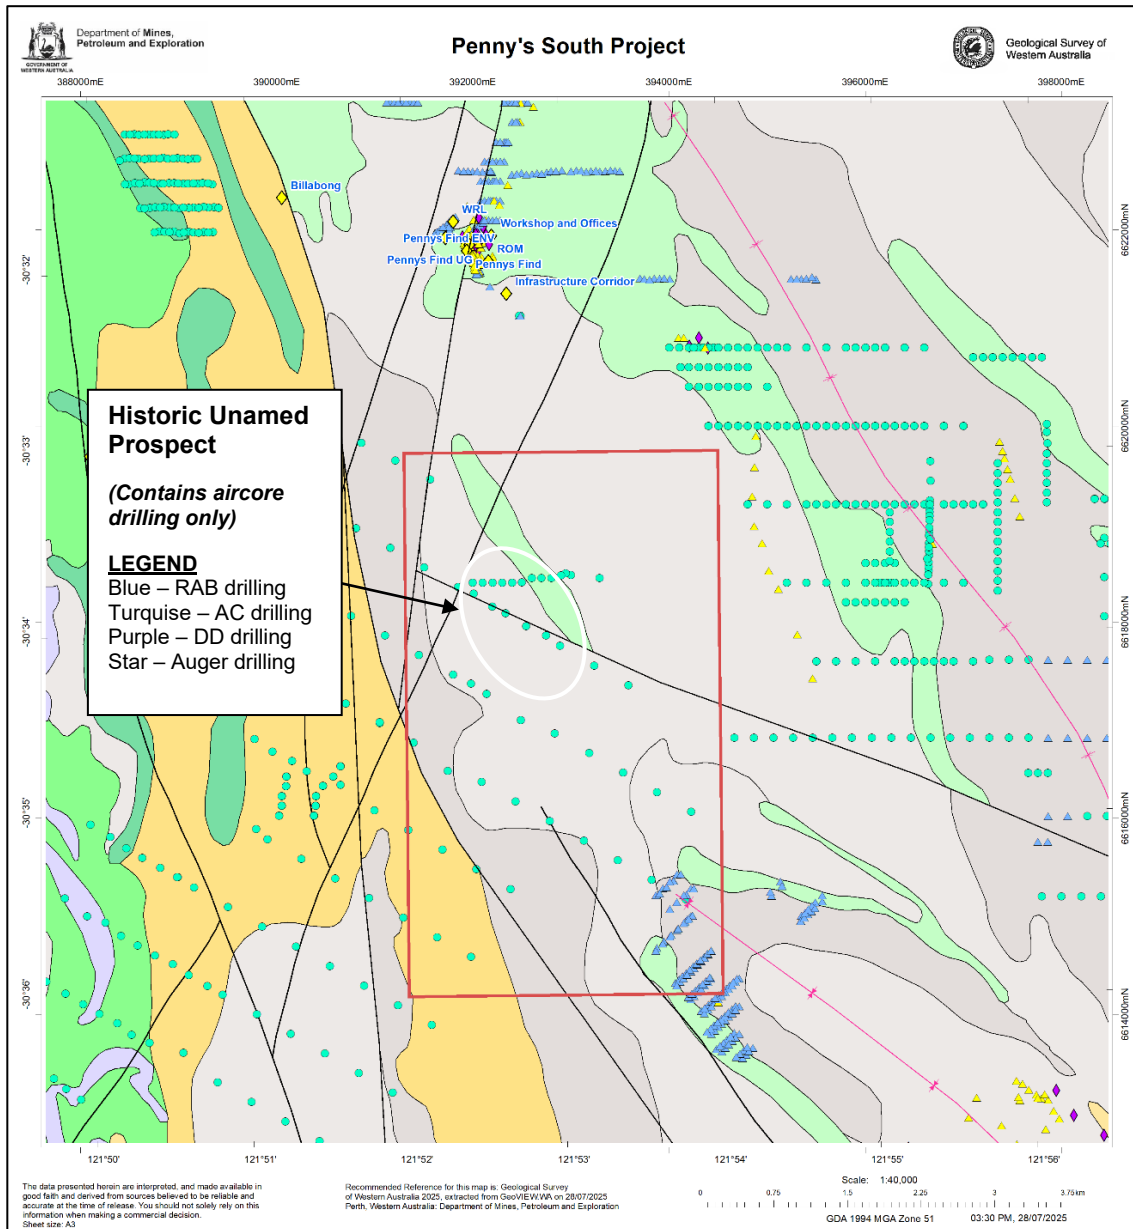 Department of Mines,
Petroleum and Exploration
GOVERNMENT OF
WESTERN AUSTRALIA
Penny's South Project
Geological Survey of
Western Australia
388000mE
390000mE
392000mE
394000mE
396000mE
398000mE
Billabong
WRL
Workshop and Offices
Pennys Find ENV
ROM
Pennys Find UG
Pennys Find
Infrastructure Corridor
-30°32'
-30°33'
-30°34'
-30°35'
-30°36'
6622000mN
6620000mN
6618000mN
6616000mN
6614000mN
Historic Unamed
Prospect
(Contains aircore
drilling only)
LEGEND
Blue – RAB drilling
Turquise – AC drilling
Purple – DD drilling
Star – Auger drilling
121°50'
121°51'
121°52'
121°53'
121°54'
121°55'
121°56'
The data presented herein are interpreted, and made available in
good faith and derived from sources believed to be reliable and
accurate at the time of release. You should not solely rely on this
information when making a commercial decision.
Sheet size: A3
Recommended Reference for this map is: Geological Survey
of Western Australia 2025, extracted from GeoVIEW.WA on 28/07/2025
Perth, Western Australia: Department of Mines, Petroleum and Exploration
Scale: 1:40,000
0 0.75 1.5 2.25 3 3.75km
GDA 1994 MGA Zone 51
03:30 PM, 28/07/2025